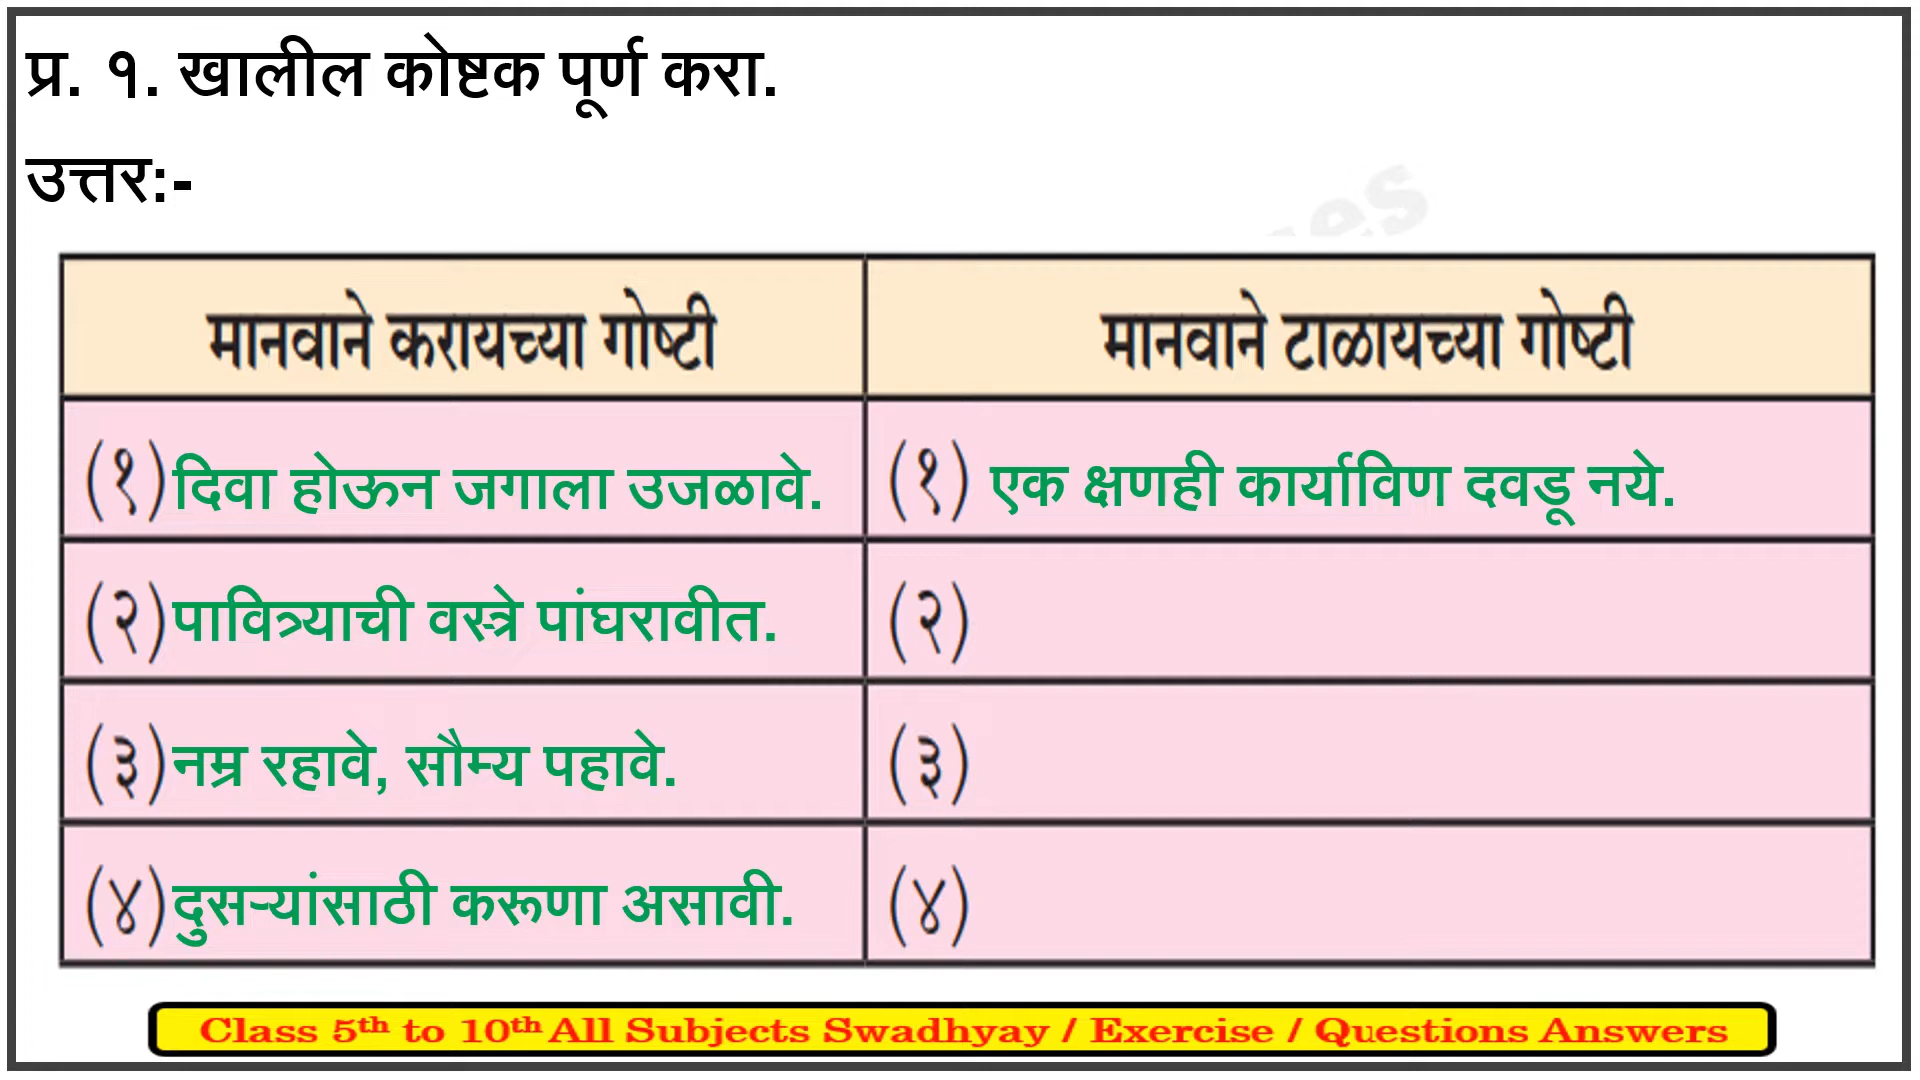 प्र. १. खालील कोष्टक पूर्ण करा.
उत्तर:-
मानवाने करायच्या गोष्टी मानवाने टाळायच्या गोष्टी
(१) दिवा होऊन जगाला उजळावे. (१) एक क्षणही कार्याविण दवडू नये.
(२) पावित्र्याची वस्त्रे पांघरावीत. (२)
(३) नम्र रहावे, सौम्य पहावे. (३)
(४) दुसऱ्यांसाठी करूणा असावी. (४)
Class 5th to 10th All Subjects Swadhyay / Exercise / Questions Answers